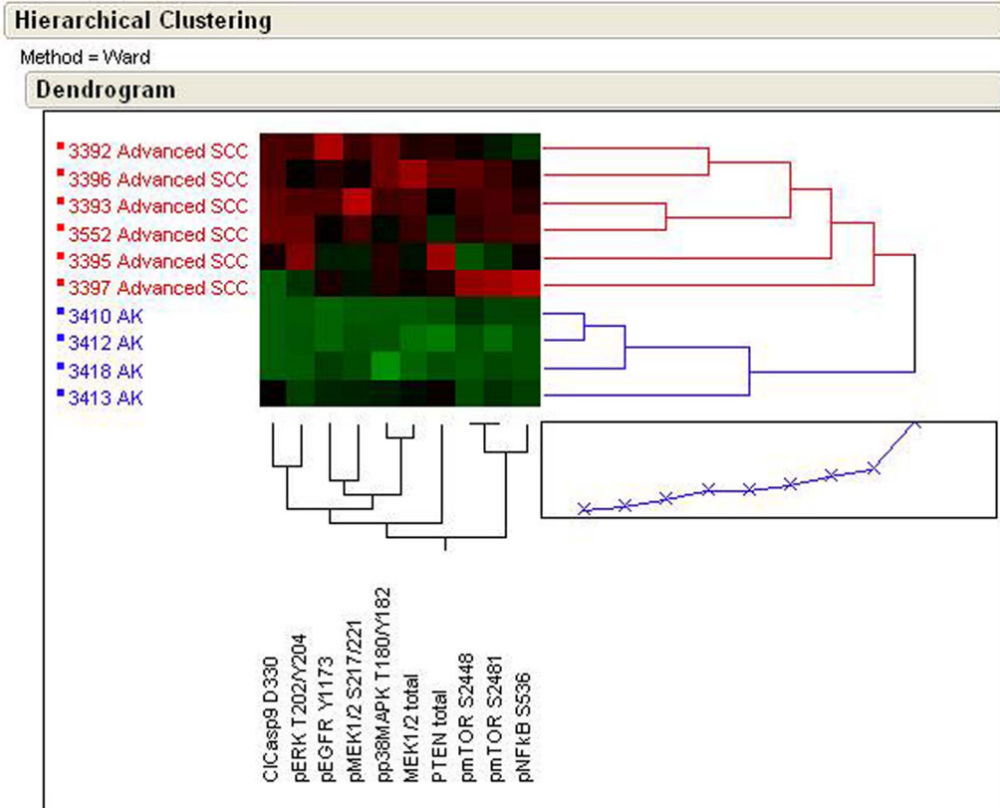 Hierarchical Clustering
Method = Ward
Dendrogram
3392 Advanced SCC
3396 Advanced SCC
3393 Advanced SCC
3552 Advanced SCC
3395 Advanced SCC
3397 Advanced SCC
3410 AK
3412 AK
3418 AK
3413 AK
ClCasp9 D330
pERK T202/Y204
pEGFR Y1173
pMEK1/2 S217/221
pp38MAPK T180/Y182
MEK1/2 total
PTEN total
pmTOR S2448
pmTOR S2481
pNFkB S536